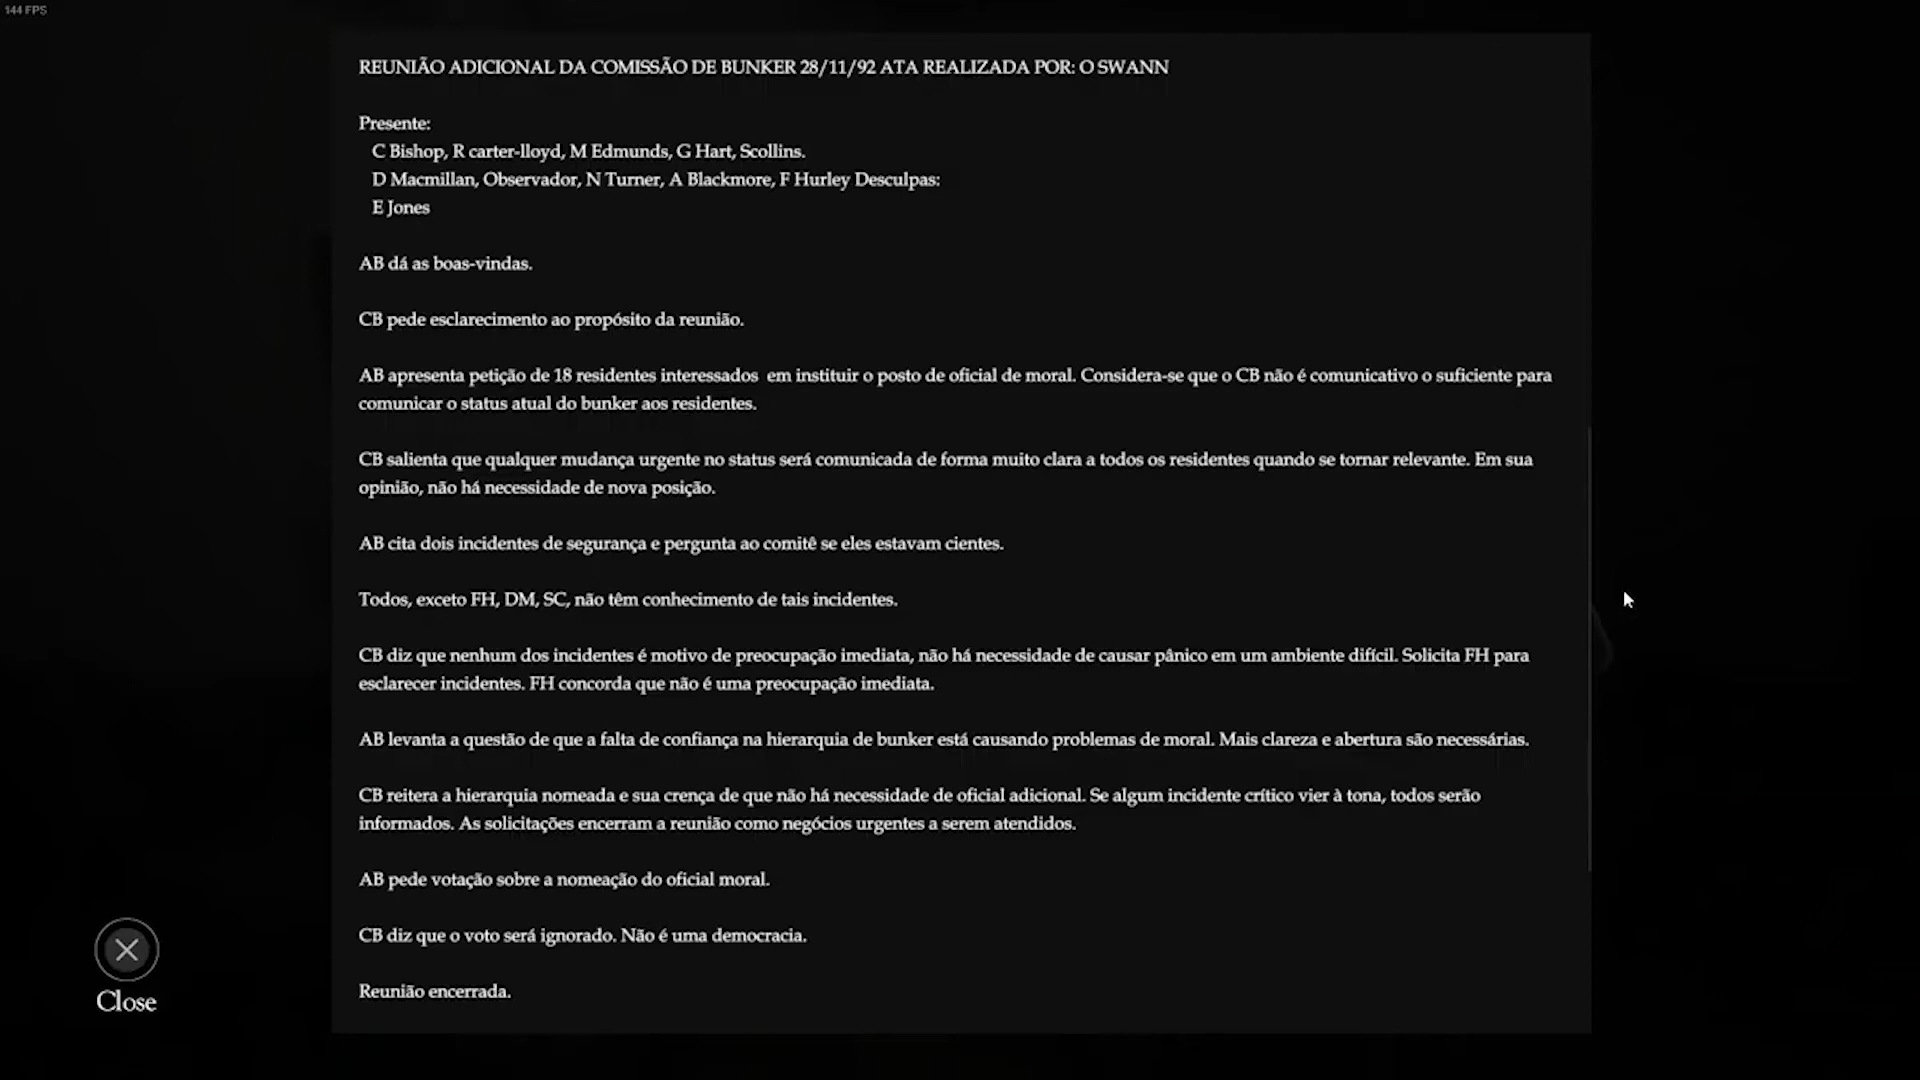 144 FPS
REUNIÃO ADICIONAL DA COMISSÃO DE BUNKER 28/11/92 ATA REALIZADA POR: O SWANN
Presente:
C Bishop, R carter-lloyd, M Edmunds, G Hart, Scollins.
D Macmillan, Observador, N Turner, A Blackmore, F Hurley Desculpas:
E Jones
AB dá as boas-vindas.
CB pede esclarecimento ao propósito da reunião.
AB apresenta petição de 18 residentes interessados  em instituir o posto de oficial de moral. Considera-se que o CB não é comunicativo o suficiente para
comunicar o status atual do bunker aos residentes.
CB salienta que qualquer mudança urgente no status será comunicada de forma muito clara a todos os residentes quando se tornar relevante. Em sua
opinião, não há necessidade de nova posição.
AB cita dois incidentes de segurança e pergunta ao comitê se eles estavam cientes.
Todos, exceto FH, DM, SC, não têm conhecimento de tais incidentes.
CB diz que nenhum dos incidentes é motivo de preocupação imediata, não há necessidade de causar pânico em um ambiente difícil. Solicita FH para
esclarecer incidentes. FH concorda que não é uma preocupação imediata.
AB levanta a questão de que a falta de confiança na hierarquia de bunker está causando problemas de moral. Mais clareza e abertura são necessárias.
CB reitera a hierarquia nomeada e sua crença de que não há necessidade de oficial adicional. Se algum incidente crítico vier à tona, todos serão
informados. As solicitações encerram a reunião como negócios urgentes a serem atendidos.
AB pede votação sobre a nomeação do oficial moral.
CB diz que o voto será ignorado. Não é uma democracia.
Reunião encerrada.
Close